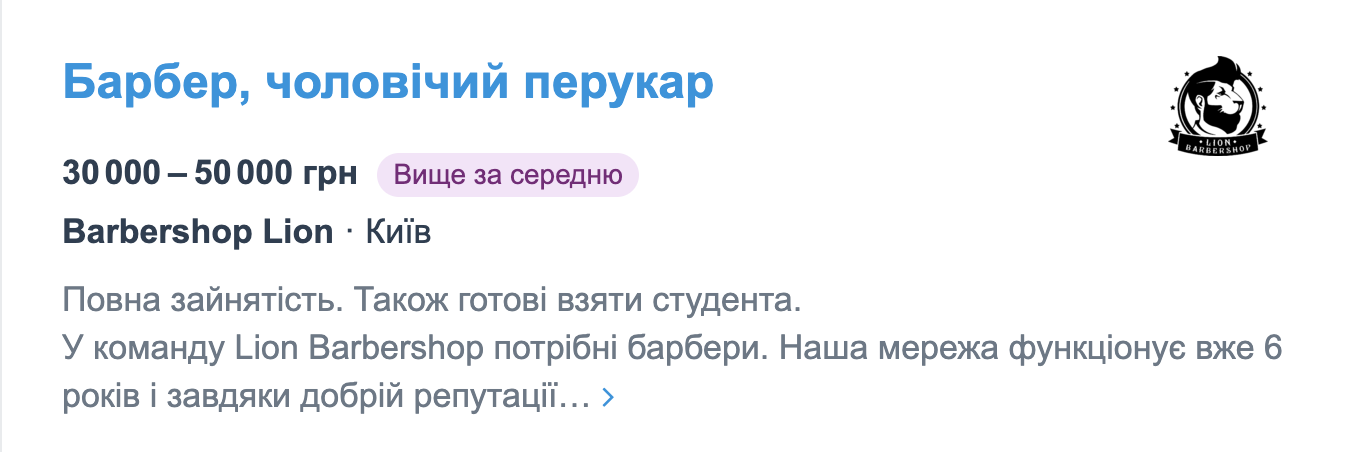 Барбер, чоловічий перукар
30 000 – 50 000 грн Вище за середню
Barbershop Lion · Київ
Повна зайнятість. Також готові взяти студента.
У команду Lion Barbershop потрібні барбери. Наша мережа функціонує вже 6
років і завдяки добрій репутації…
LION
BARBERSHOP